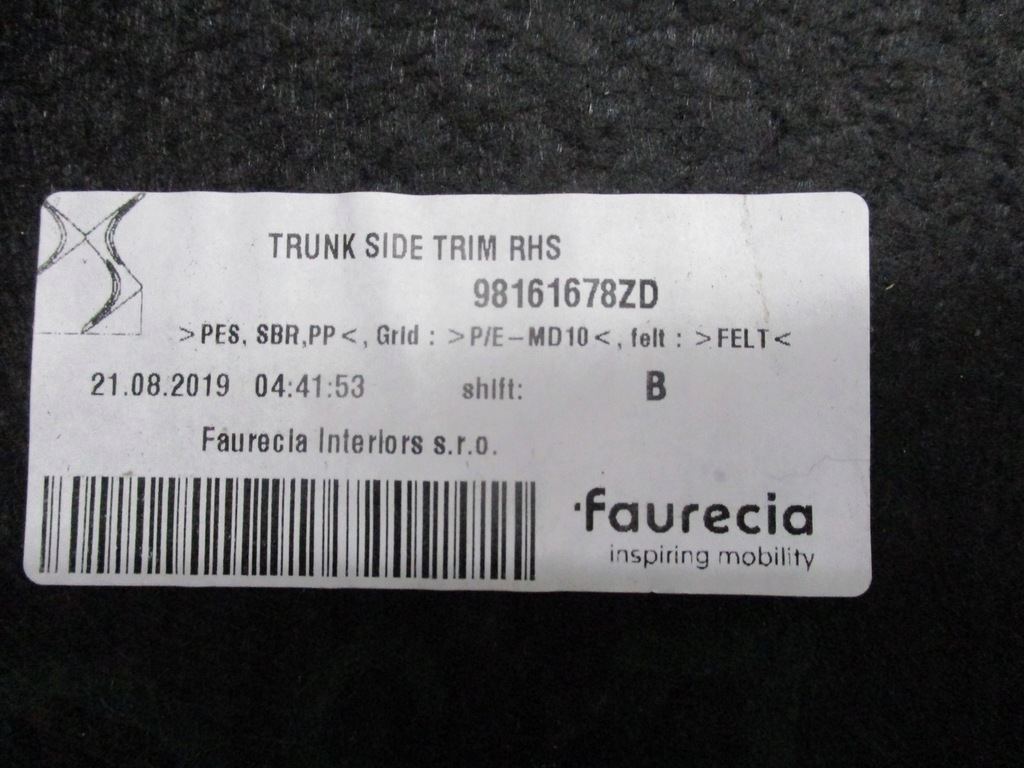 TRUNK SIDE TRIM RHS
98161678ZD
>PES, SBR,PP<, Grid : >P/E-MD10<, felt : >FELT<
21.08.2019 04:41:53 shift: B
Faurecia Interiors s.r.o.
faurecia
inspiring mobility